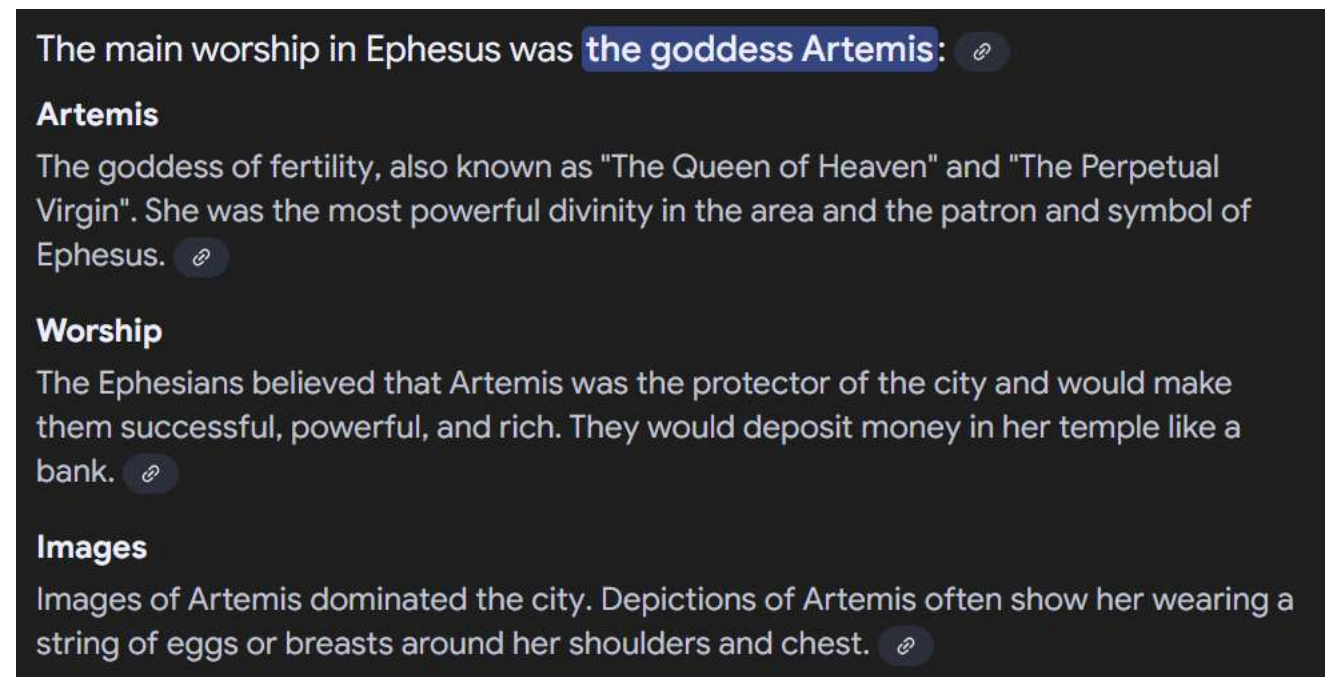 The main worship in Ephesus was the goddess Artemis:
Artemis
The goddess of fertility, also known as "The Queen of Heaven" and "The Perpetual
Virgin". She was the most powerful divinity in the area and the patron and symbol of
Ephesus.
Worship
The Ephesians believed that Artemis was the protector of the city and would make
them successful, powerful, and rich. They would deposit money in her temple like a
bank.
Images
Images of Artemis dominated the city. Depictions of Artemis often show her wearing a
string of eggs or breasts around her shoulders and chest.